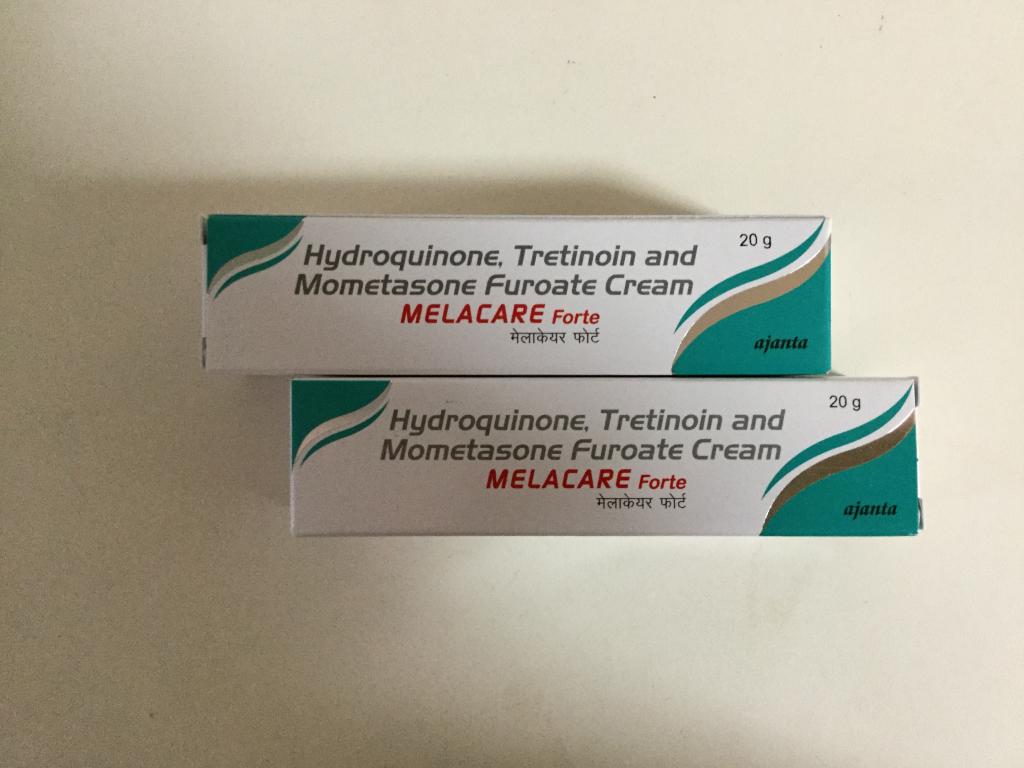 20 g
Hydroquinone, Tretinoin and
Mometasone Furoate Cream
MELACARE Forte
मेलाकेयर फोर्ट
ajanta
20 g
Hydroquinone, Tretinoin and
Mometasone Furoate Cream
MELACARE Forte
मेलाकेयर फोर्ट
ajanta